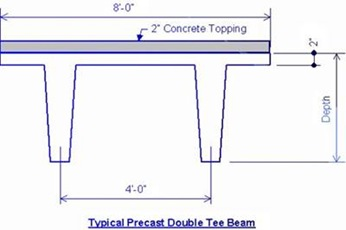 8'-0"
2" Concrete Topping
2"
Depth
4'-0"
Typical Precast Double Tee Beam